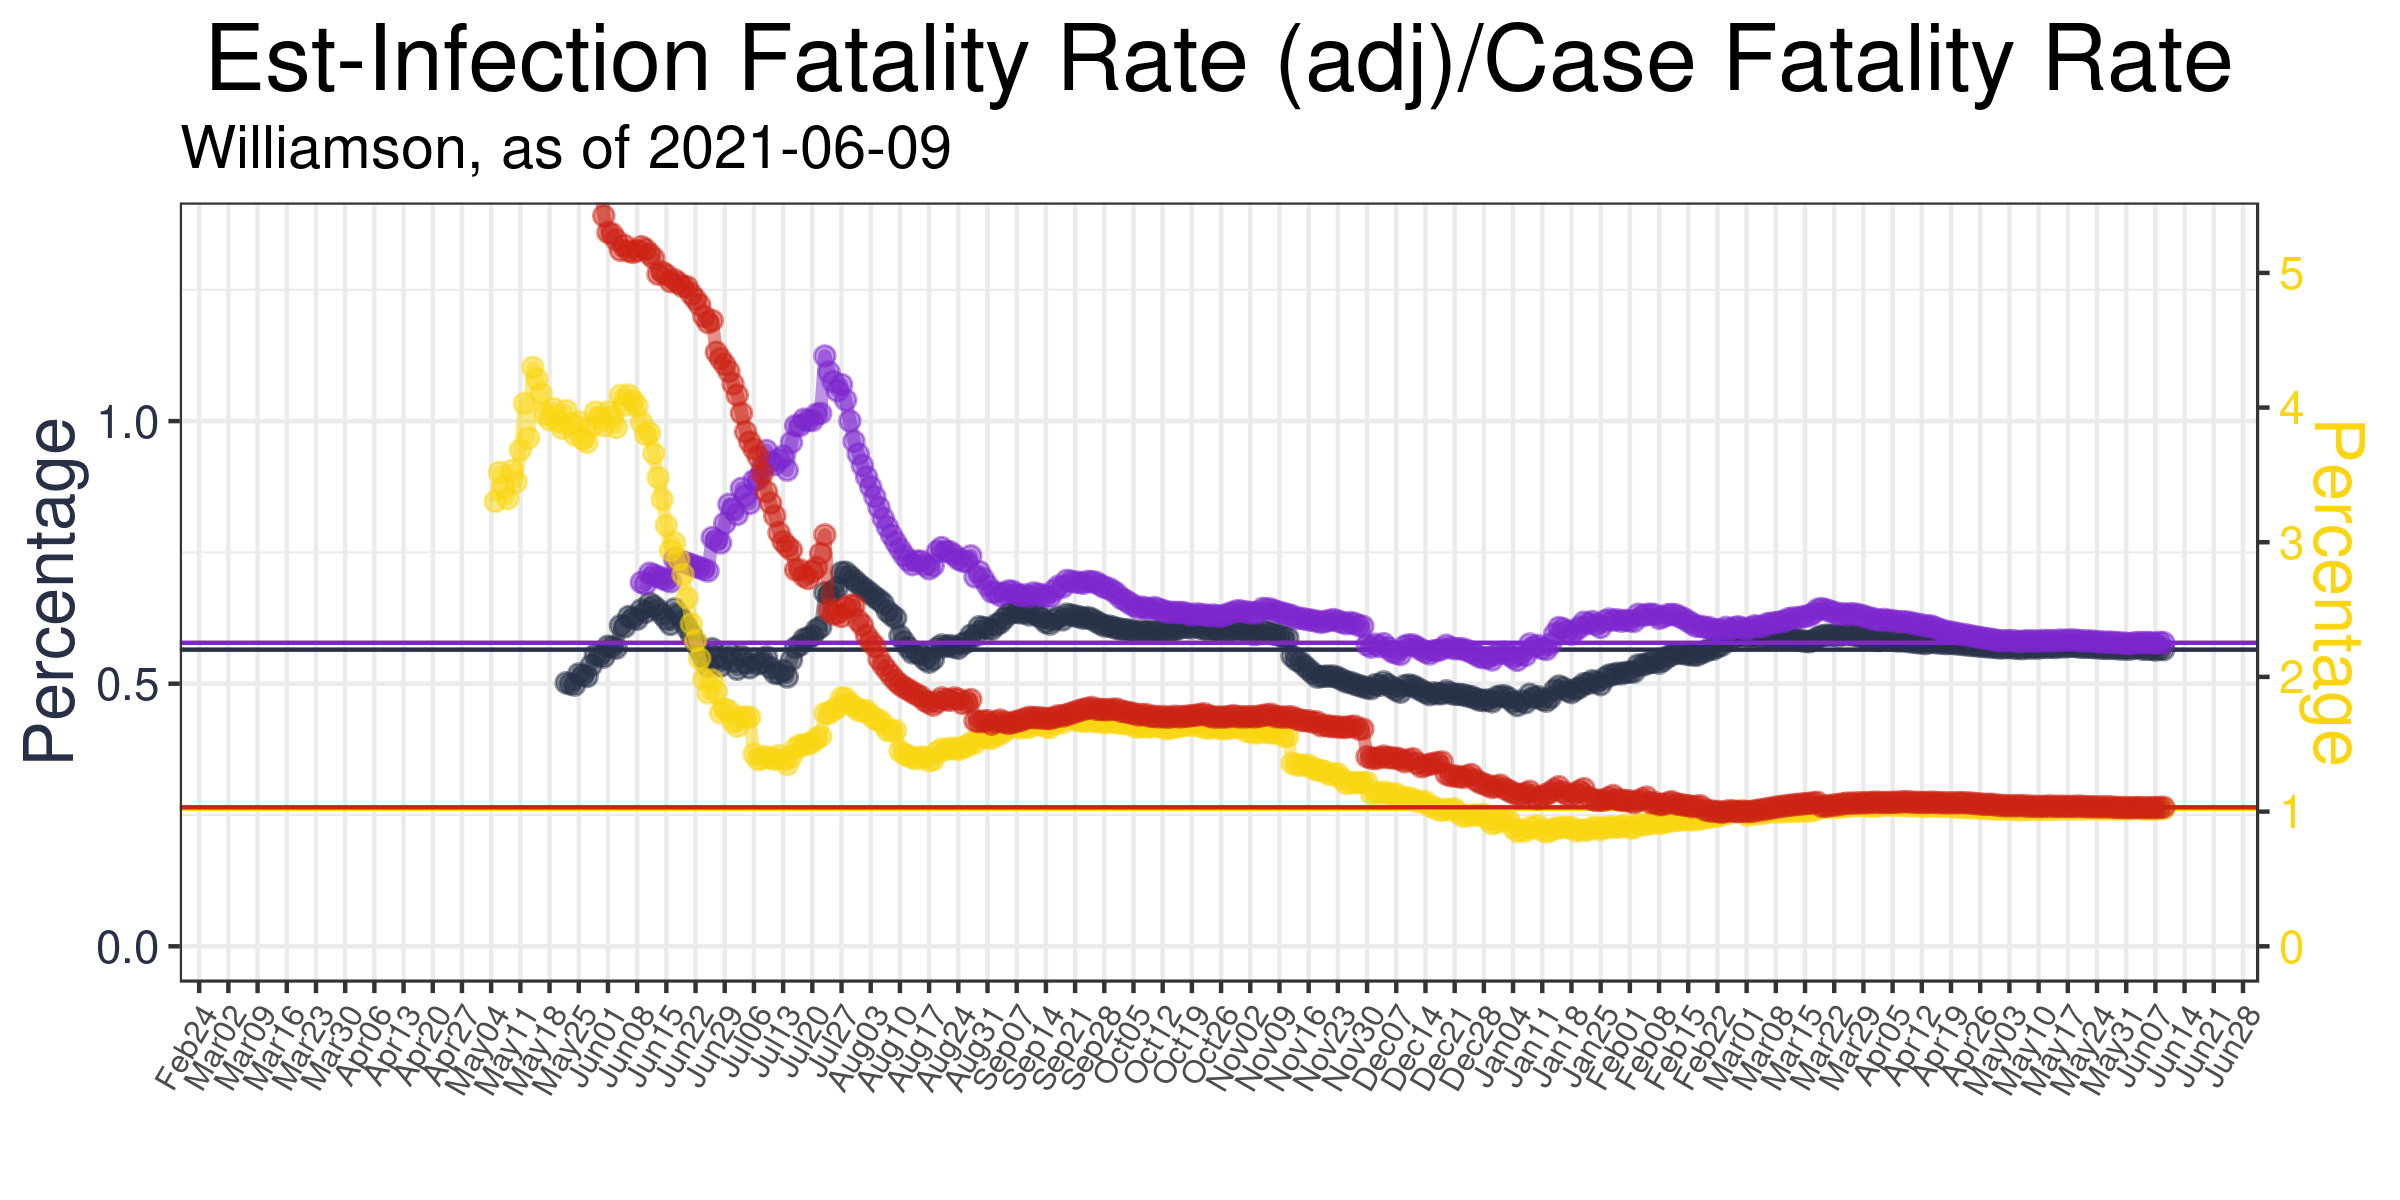 Est-Infection Fatality Rate (adj)/Case Fatality Rate
Williamson, as of 2021-06-09
Percentage
1.0
0.5
0.0
5
4
3
2
1
0
Percentage
Feb24
Mar02
Mar09
Mar16
Mar23
Mar30
Apr06
Apr13
Apr20
Apr27
May04
May11
May18
May25
Jun01
Jun08
Jun15
Jun22
Jun29
Jul06
Jul13
Jul20
Jul27
Aug03
Aug10
Aug17
Aug24
Aug31
Sep07
Sep14
Sep21
Sep28
Oct05
Oct12
Oct19
Oct26
Nov02
Nov09
Nov16
Nov23
Nov30
Dec07
Dec14
Dec21
Dec28
Jan04
Jan11
Jan18
Jan25
Feb01
Feb08
Feb15
Feb22
Mar01
Mar08
Mar15
Mar22
Mar29
Apr05
Apr12
Apr19
Apr26
May03
May10
May17
May24
May31
Jun07
Jun14
Jun21
Jun28